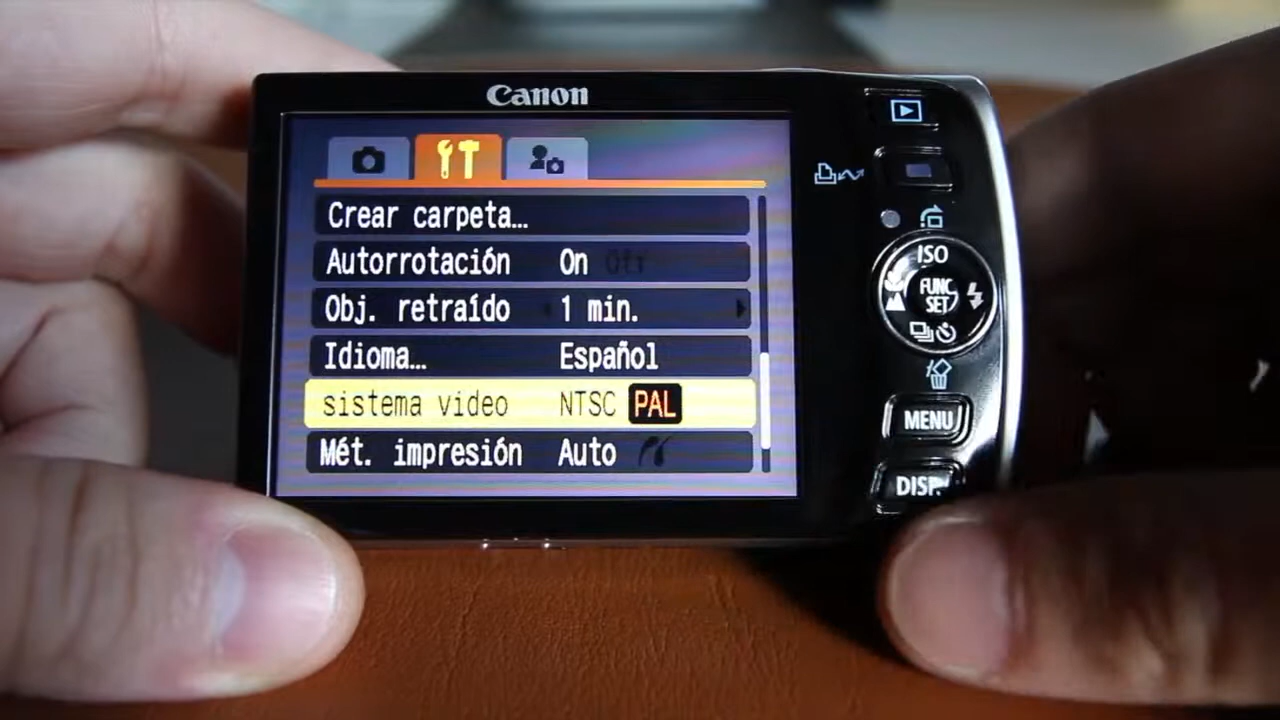 Canon
Crear carpeta...
Autorrotación On Off
Obj. retraído 1 min.
Idioma... Español
sistema video NTSC PAL
Mét. impresión Auto
ISO
FUNC.
SET
MENU
DISP.